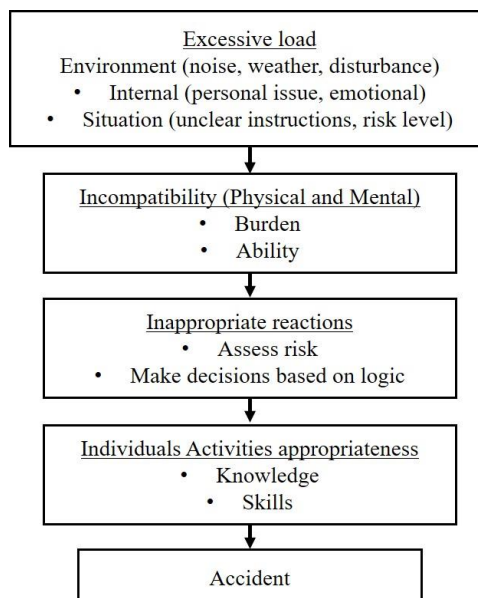 Excessive load
Environment (noise, weather, disturbance)
• Internal (personal issue, emotional)
• Situation (unclear instructions, risk level)
Incompatibility (Physical and Mental)
• Burden
• Ability
Inappropriate reactions
• Assess risk
• Make decisions based on logic
Individuals Activities appropriateness
• Knowledge
• Skills
Accident